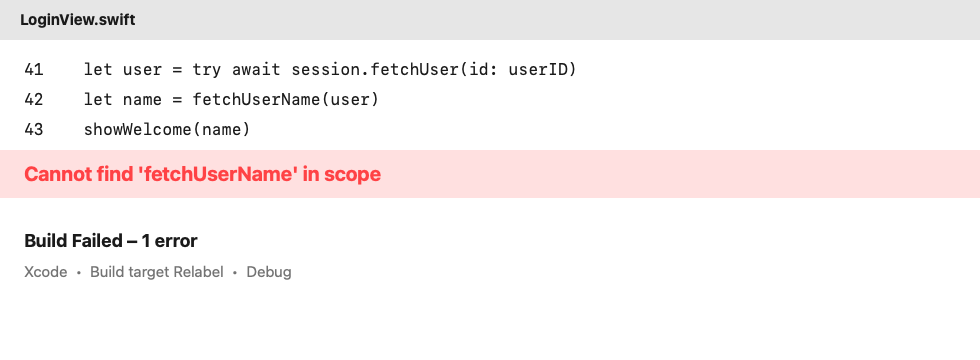 LoginView.swift
41    let user = try await session.fetchUser(id: userID)
42    let name = fetchUserName(user)
43    showWelcome(name)
Cannot find 'fetchUserName' in scope
Build Failed – 1 error
Xcode • Build target Relabel • Debug